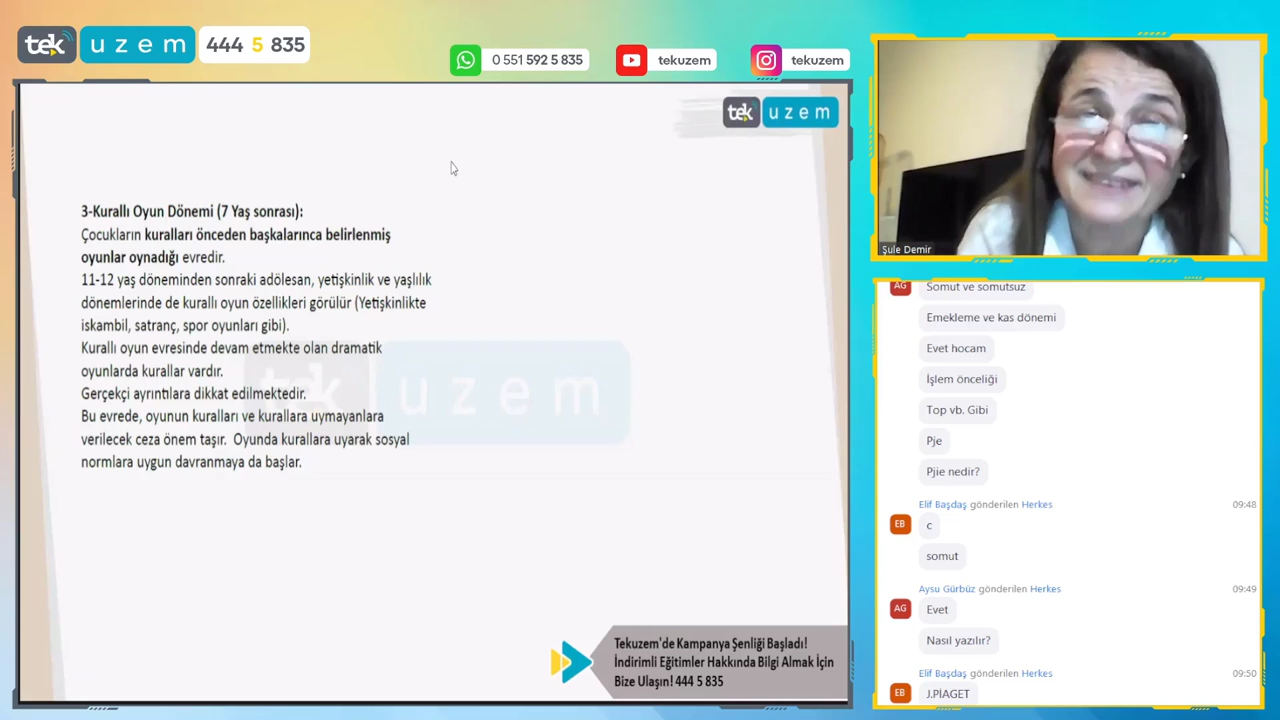 tek
uzem
444 5 835
0 551 592 5 835
tekuzem
tekuzem
tek uzem
3-Kurallı Oyun Dönemi (7 Yaş sonrası):
Çocukların kuralları önceden başkalarınca belirlenmiş
oyunlar oynadığı evredir.
11-12 yaş döneminden sonraki adölesan, yetişkinlik ve yaşlılık
dönemlerinde de kurallı oyun özellikleri görülür (Yetişkinlikte
iskambil, satranç, spor oyunları gibi).
Kurallı oyun evresinde devam etmekte olan dramatik
oyunlarda kurallar vardır.
Gerçekçi ayrıntılara dikkat edilmektedir.
Bu evrede, oyunun kuralları ve kurallara uymayanlara
verilecek ceza önem taşır. Oyunda kurallara uyarak sosyal
normlara uygun davranmaya da başlar.
tek uzem
Tekuzem'de Kampanya Şenliği Başladı!
İndirimli Eğitimler Hakkında Bilgi Almak İçin
Bize Ulaşın! 444 5 835
Şule Demir
AG
Somut ve somutsuz
Emekleme ve kas dönemi
Evet hocam
İşlem önceliği
Top vb. Gibi
Pje
Pjie nedir?
Elif Başdaş gönderilen Herkes 09:48
EB
c
somut
Aysu Gürbüz gönderilen Herkes 09:49
AG
Evet
Nasıl yazılır?
Elif Başdaş gönderilen Herkes 09:50
EB
J.PİAGET